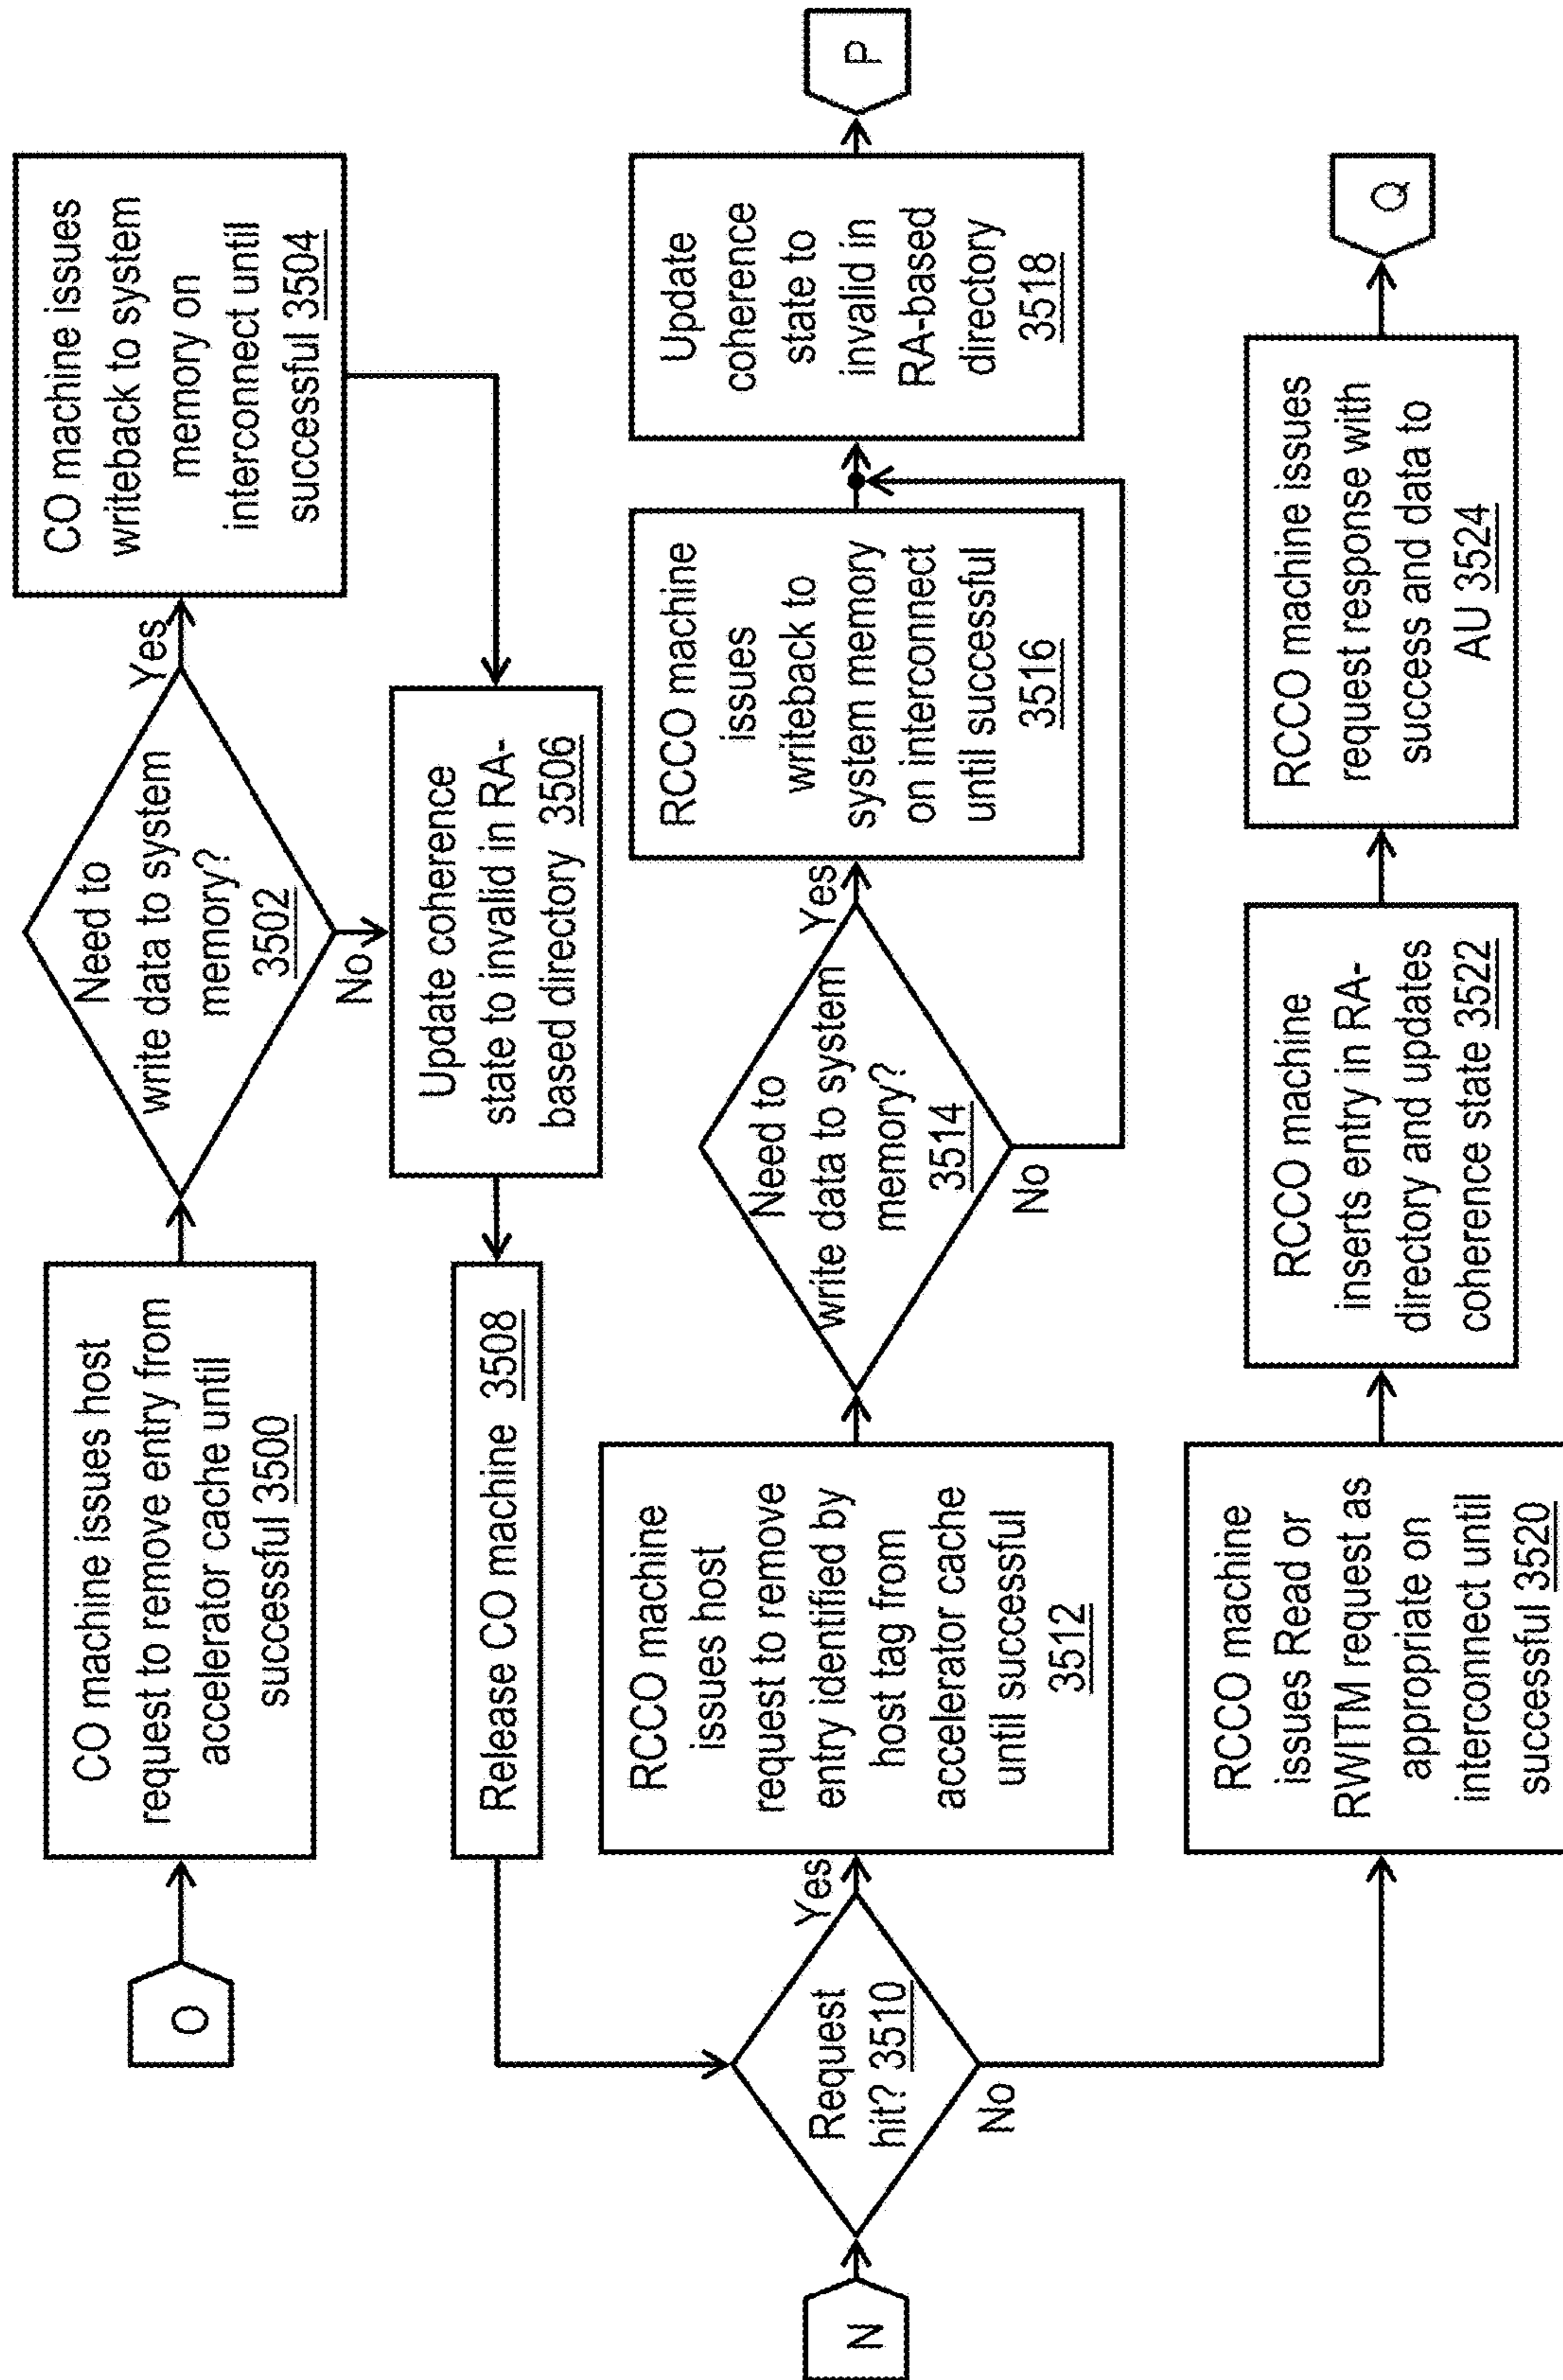 O
CO machine issues host
request to remove entry from
accelerator cache until
successful 3500
Need to
write data to system
memory?
3502
Yes
No
CO machine issues
writeback to system
memory on
interconnect until
successful 3504
Update coherence
state to invalid in RA-
based directory 3506
Release CO machine 3508
N
Request
hit? 3510
Yes
No
RCCO machine
issues host
request to remove
entry identified by
host tag from
accelerator cache
until successful
3512
Need to
write data to system
memory?
3514
Yes
No
RCCO machine
issues
writeback to
system memory
on interconnect
until successful
3516
Update
coherence
state to
invalid in
RA-based
directory
3518
P
RCCO machine
issues Read or
RWITM request as
appropriate on
interconnect until
successful 3520
RCCO machine
inserts entry in RA-
directory and updates
coherence state 3522
RCCO machine issues
request response with
success and data to
AU 3524
Q